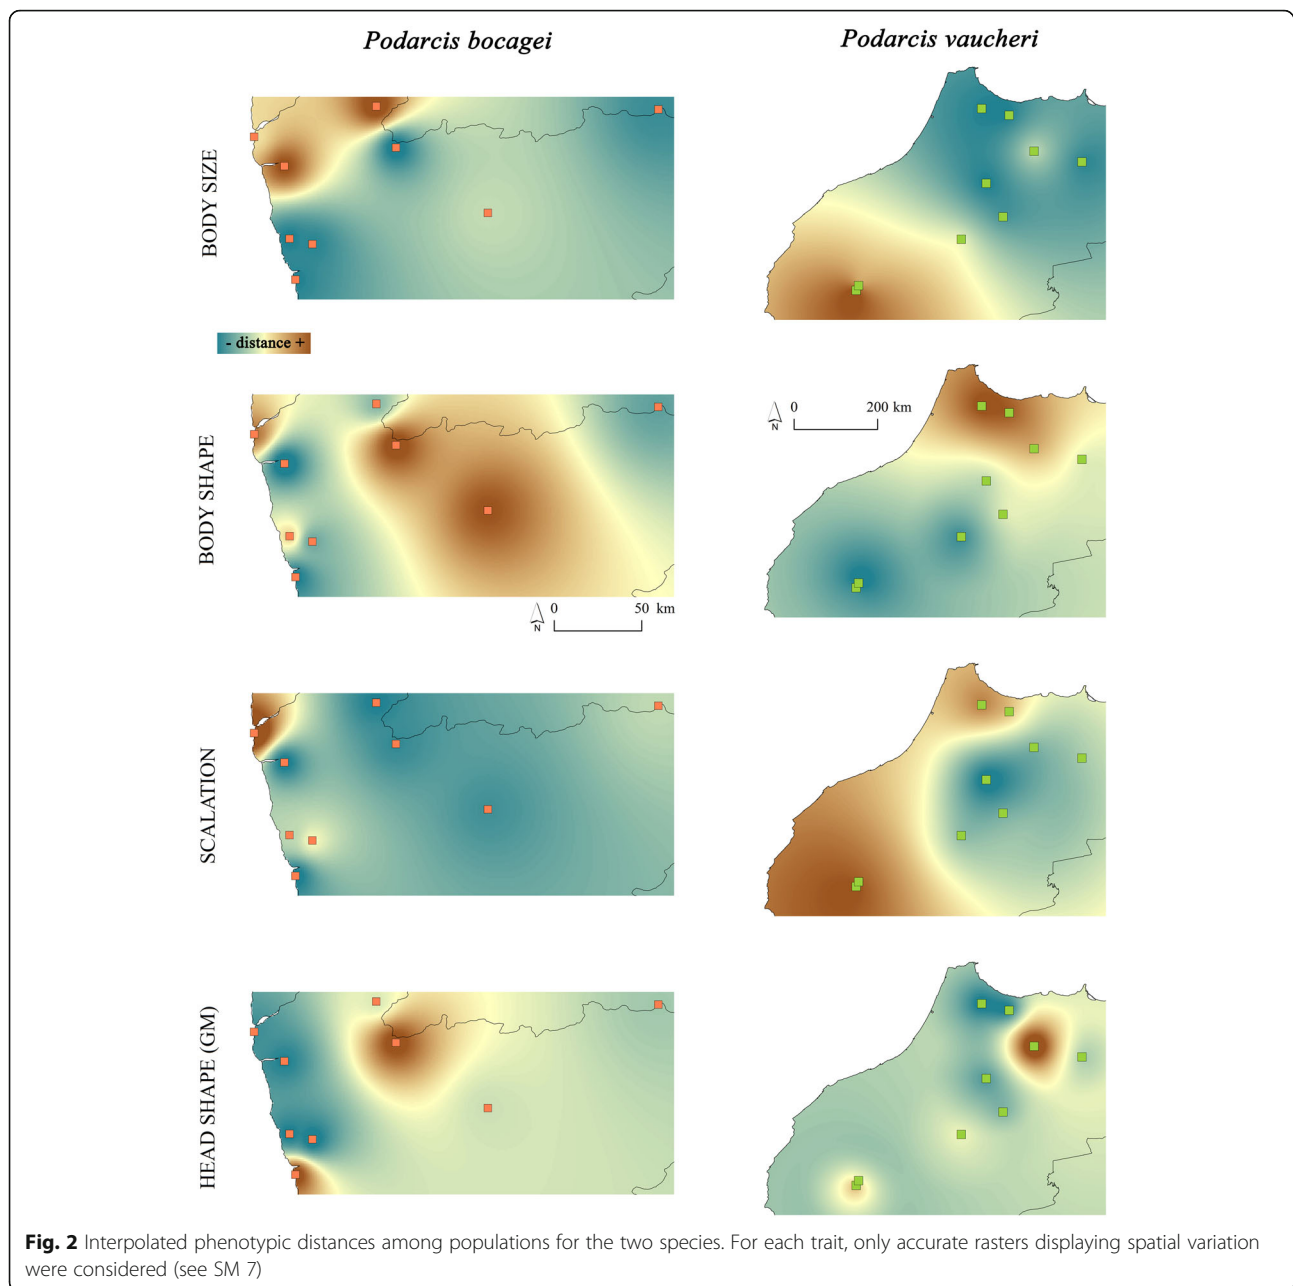 Podarcis bocagei
Podarcis vaucheri
BODY SIZE
- distance +
BODY SHAPE
N
0 200 km
N
0 50 km
SCALATION
HEAD SHAPE (GM)
Fig. 2 Interpolated phenotypic distances among populations for the two species. For each trait, only accurate rasters displaying spatial variation
were considered (see SM 7)